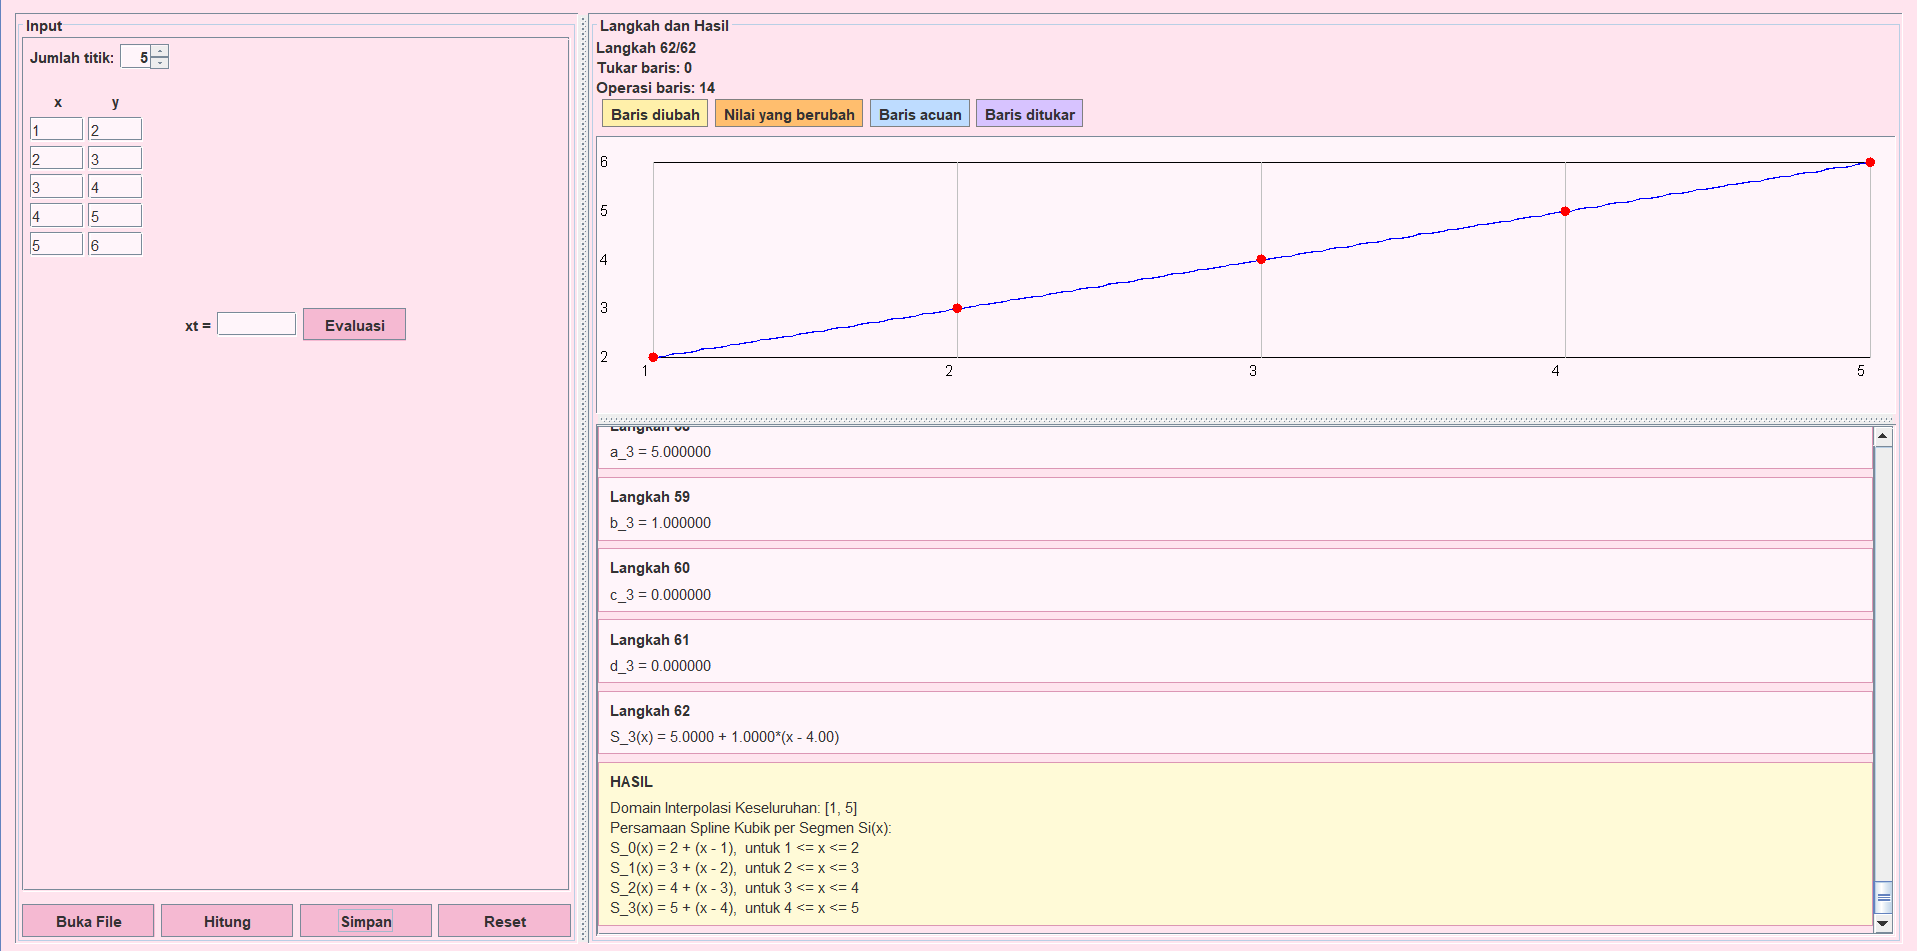 Input
Jumlah titik: 5
x y
1 2
2 3
3 4
4 5
5 6
xt = Evaluasi
Buka File Hitung Simpan Reset
Langkah dan Hasil
Langkah 62/62
Tukar baris: 0
Operasi baris: 14
Baris diubah Nilai yang berubah Baris acuan Baris ditukar
6
5
4
3
2
1 2 3 4 5
a_3 = 5.000000
Langkah 59
b_3 = 1.000000
Langkah 60
c_3 = 0.000000
Langkah 61
d_3 = 0.000000
Langkah 62
S_3(x) = 5.0000 + 1.0000*(x - 4.00)
HASIL
Domain Interpolasi Keseluruhan: [1, 5]
Persamaan Spline Kubik per Segmen Si(x):
S_0(x) = 2 + (x - 1), untuk 1 <= x <= 2
S_1(x) = 3 + (x - 2), untuk 2 <= x <= 3
S_2(x) = 4 + (x - 3), untuk 3 <= x <= 4
S_3(x) = 5 + (x - 4), untuk 4 <= x <= 5